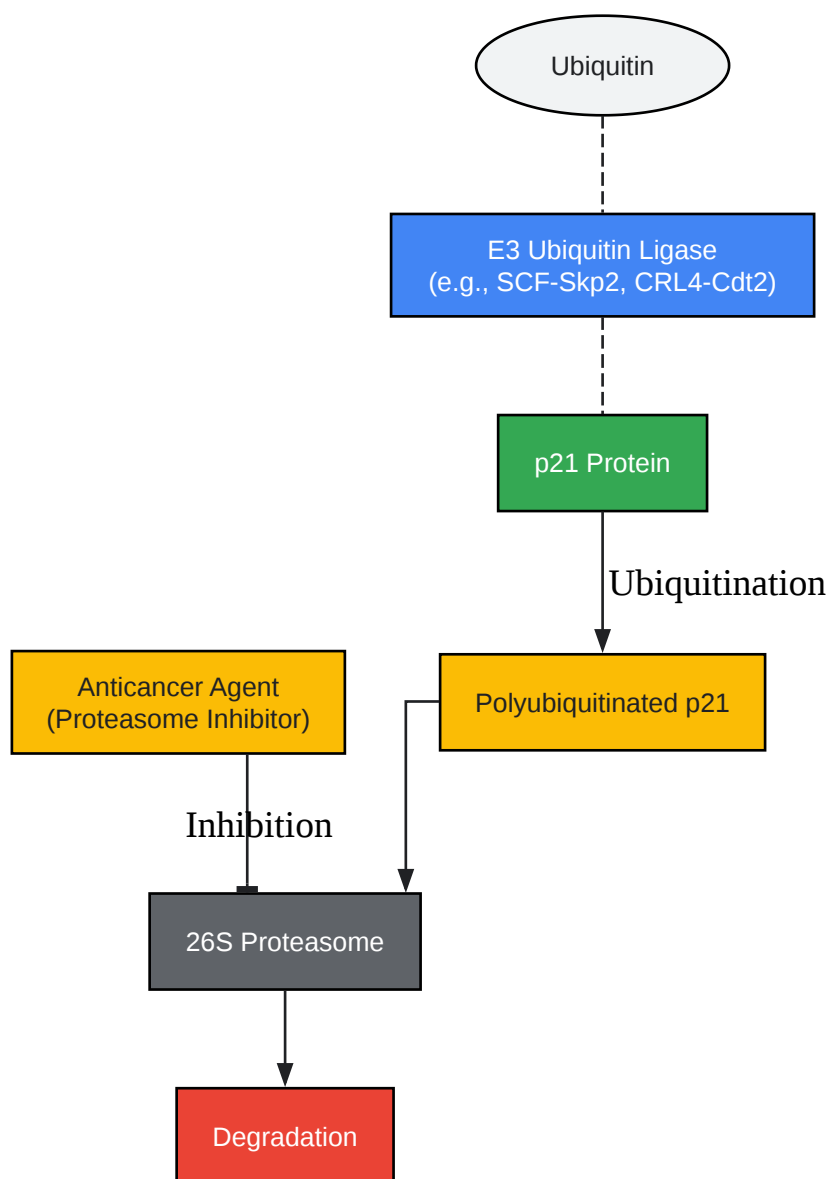 Ubiquitin
E3 Ubiquitin Ligase
(e.g., SCF-Skp2, CRL4-Cdt2)
p21 Protein
Ubiquitination
Anticancer Agent
(Proteasome Inhibitor)
Polyubiquitinated p21
Inhibition
26S Proteasome
Degradation